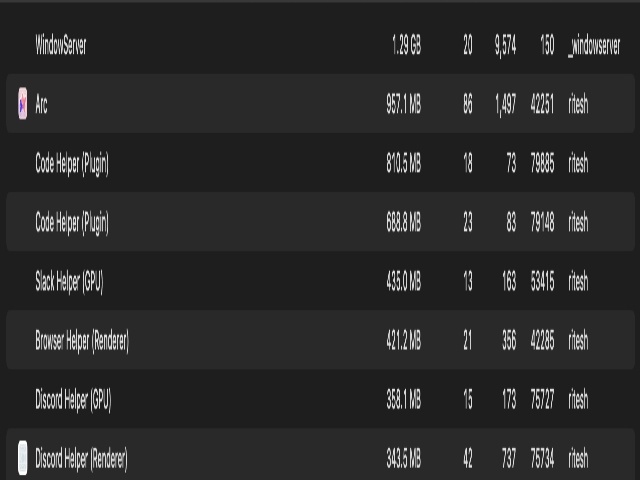 WindowServer 1.29 GB 20 9,574 150 _windowserver
Arc 957.1 MB 86 1,497 42251 ritesh
Code Helper (Plugin) 810.5 MB 18 73 79885 ritesh
Code Helper (Plugin) 688.8 MB 23 83 79148 ritesh
Slack Helper (GPU) 435.0 MB 13 163 53415 ritesh
Browser Helper (Renderer) 421.2 MB 21 356 42285 ritesh
Discord Helper (GPU) 358.1 MB 15 173 75727 ritesh
Discord Helper (Renderer) 343.5 MB 42 737 75734 ritesh